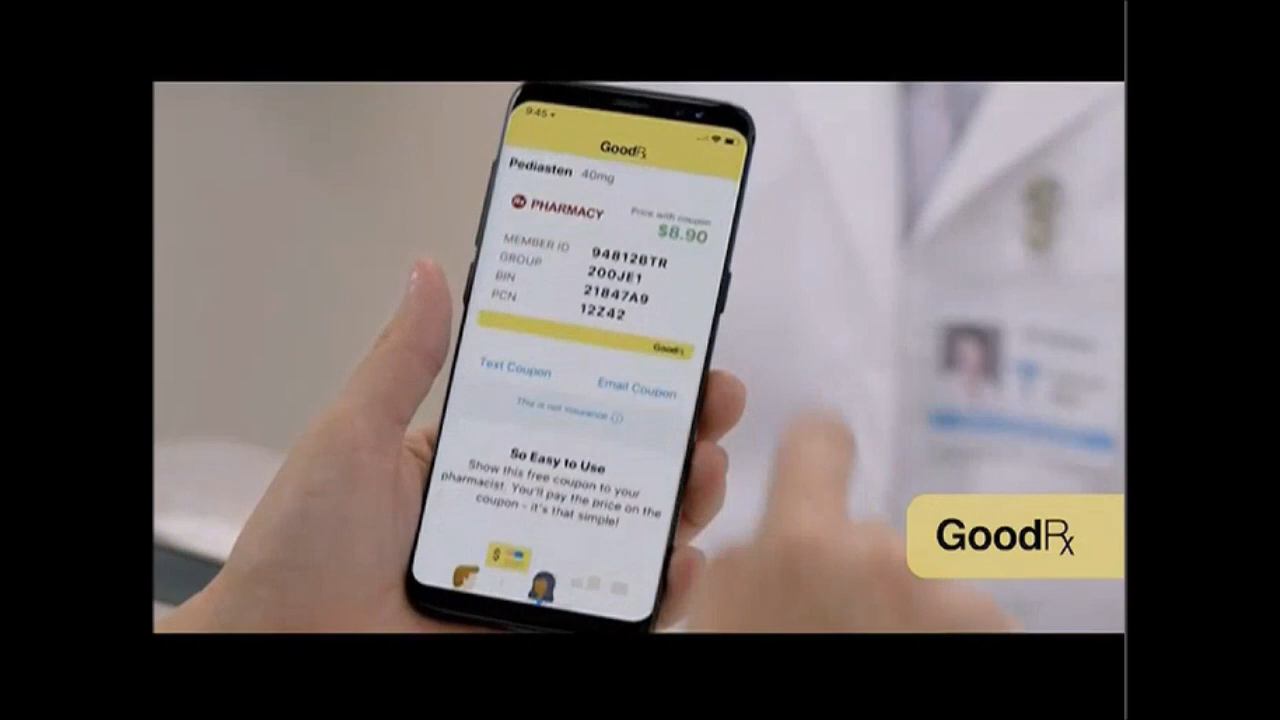 9:45
GoodRx
Pediasten 40mg
Rx PHARMACY
Price with coupon
$8.90
MEMBER ID 94812BTR
GROUP 200JE1
BIN 21847A9
PCN 12Z42
GoodRx
Text Coupon Email Coupon
This is not insurance
So Easy to Use
Show this free coupon to your
pharmacist. You'll pay the price on the
coupon - it's that simple!
$
GoodRx